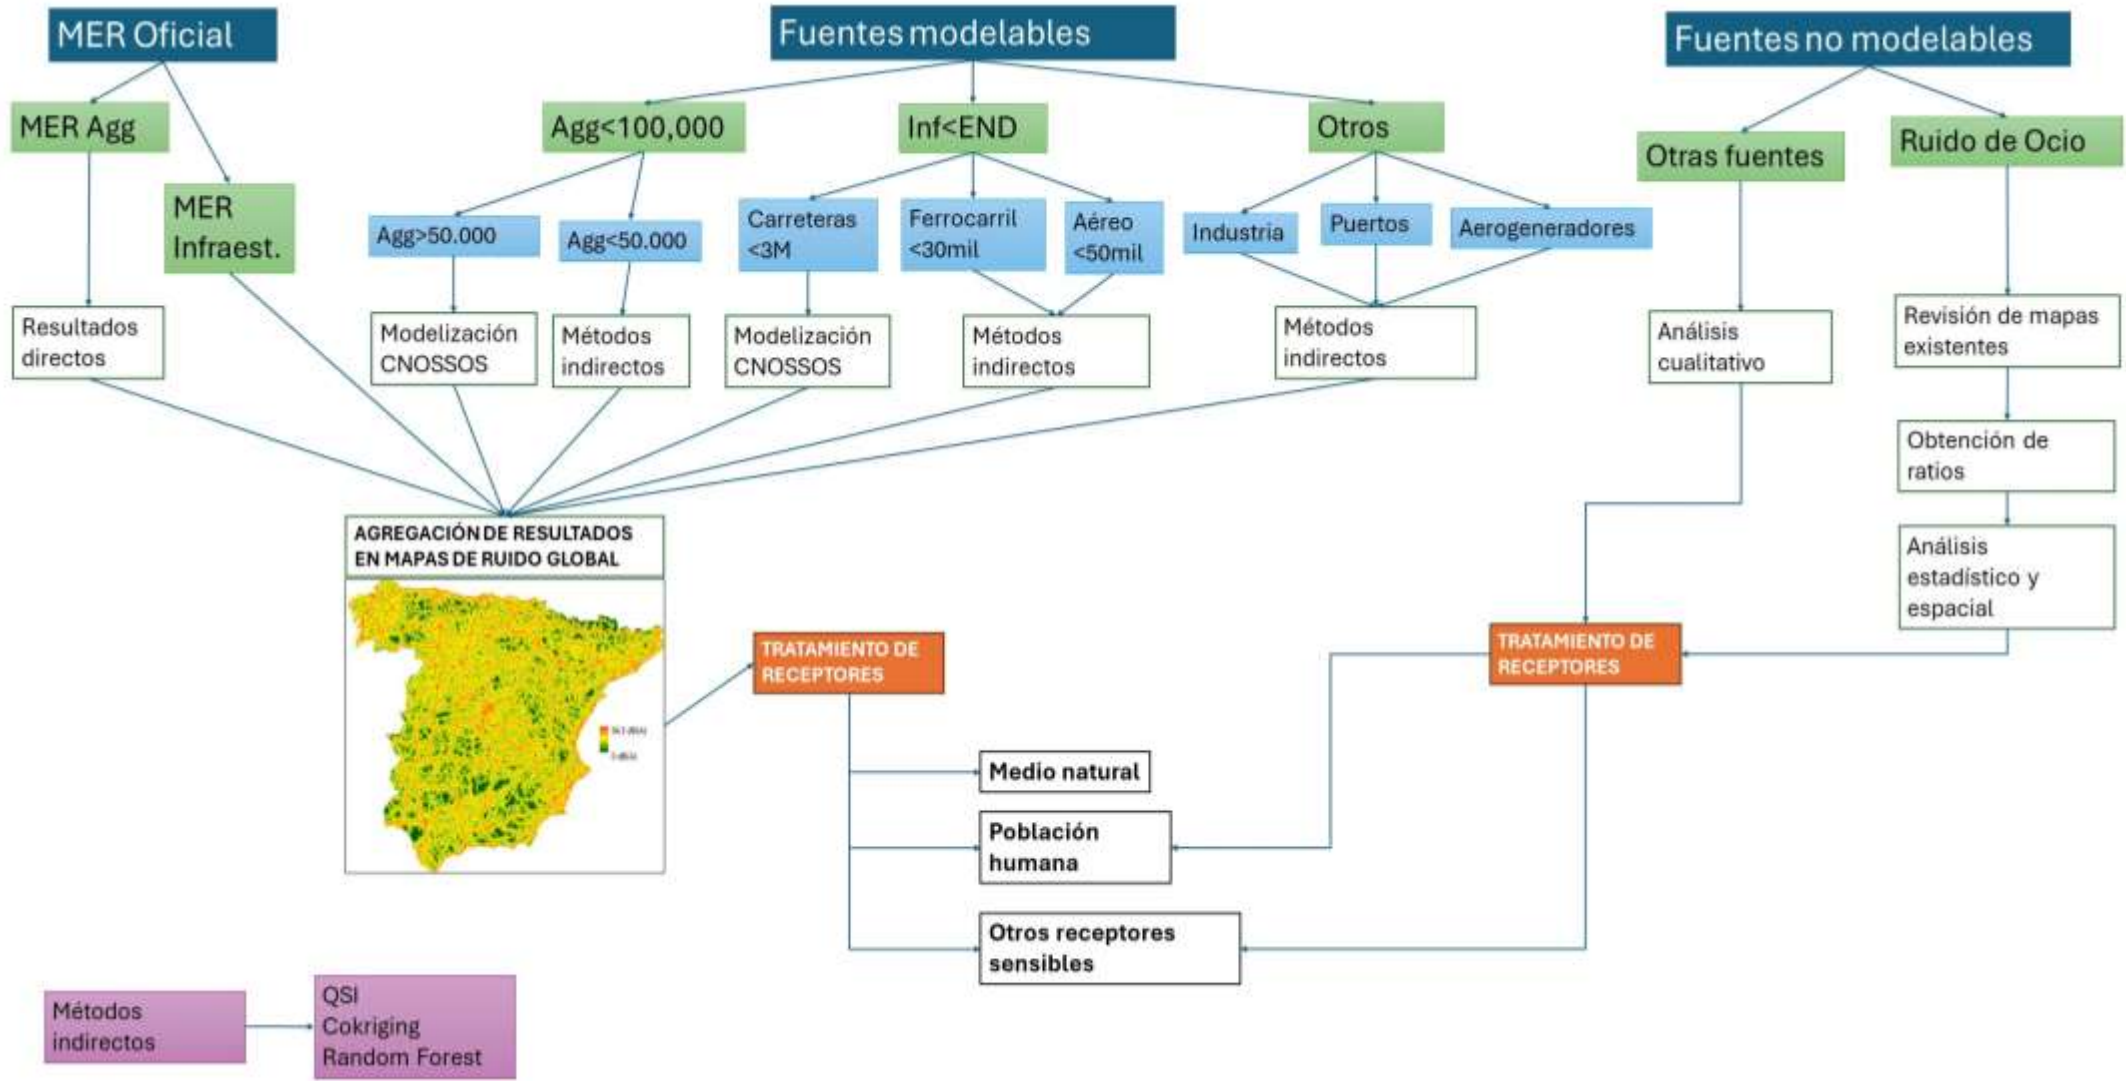 MER Oficial
Fuentes modelables
Fuentes no modelables
MER Agg
MER
Infraest.
Agg<100,000
Inf<END
Otros
Otras fuentes
Ruido de Ocio
Agg>50.000
Agg<50.000
Carreteras
<3M
Ferrocarril
<30mil
Aéreo
<50mil
Industria
Puertos
Aerogeneradores
Resultados
directos
Modelización
CNOSSOS
Métodos
indirectos
Modelización
CNOSSOS
Métodos
indirectos
Métodos
indirectos
Análisis
cualitativo
Revisión de mapas
existentes
Obtención de
ratios
Análisis
estadístico y
espacial
AGREGACIÓN DE RESULTADOS
EN MAPAS DE RUIDO GLOBAL
TRATAMIENTO DE
RECEPTORES
TRATAMIENTO DE
RECEPTORES
Medio natural
Población
humana
Otros receptores
sensibles
Métodos
indirectos
QSI
Cokriging
Random Forest